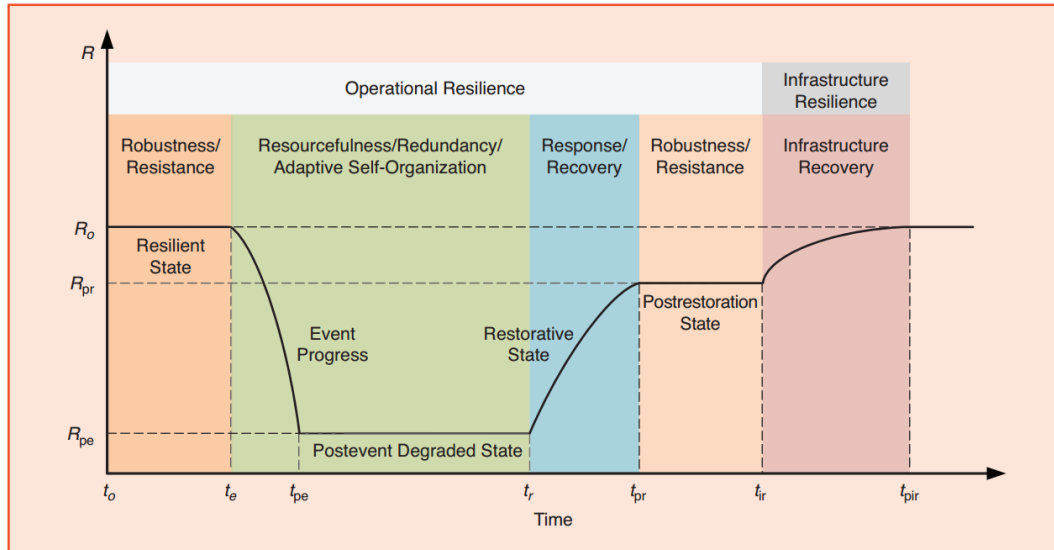 R
Operational Resilience
Infrastructure
Resilience
Robustness/
Resistance
Resourcefulness/Redundancy/
Adaptive Self-Organization
Response/
Recovery
Robustness/
Resistance
Infrastructure
Recovery
Ro
Resilient
State
Rpr
Postrestoration
State
Event
Progress
Restorative
State
Rpe
Postevent Degraded State
to
te
tpe
tr
tpr
tir
tpir
Time